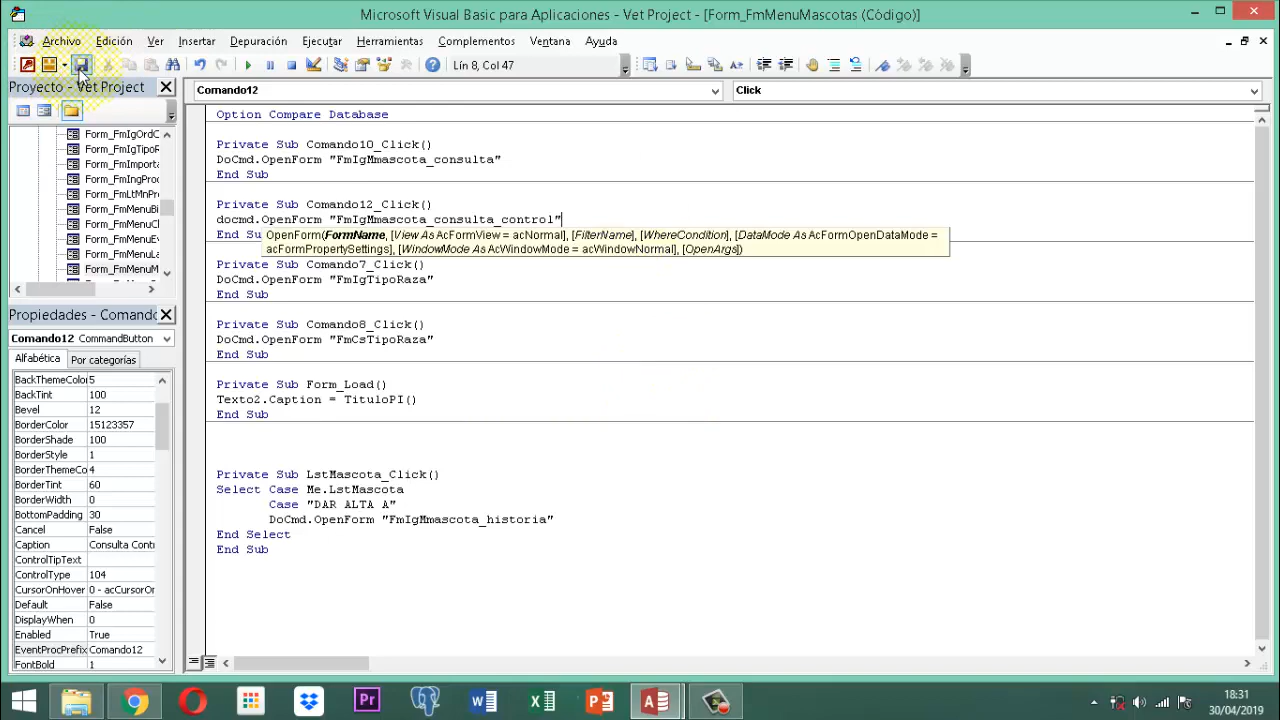 Microsoft Visual Basic para Aplicaciones - Vet Project - [Form_FmMenuMascotas (Código)]
Archivo Edición Ver Insertar Depuración Ejecutar Herramientas Complementos Ventana Ayuda
Lín 8, Col 47
Proyecto - Vet Project
Comando12 Click
Form_FmIgOrdC
Form_FmIgTipoR
Form_FmImporta
Form_FmIngProc
Form_FmLtMnPr
Form_FmMenuBi
Form_FmMenuCl
Form_FmMenuEv
Form_FmMenuLa
Form_FmMenuM
Option Compare Database
Private Sub Comando10_Click()
DoCmd.OpenForm "FmIgMmascota_consulta"
End Sub
Private Sub Comando12_Click()
docmd.OpenForm "FmIgMmascota_consulta_control"
End Su
OpenForm(FormName, [View As AcFormView = acNormal], [FilterName], [WhereCondition], [DataMode As AcFormOpenDataMode =
acFormPropertySettings], [WindowMode As AcWindowMode = acWindowNormal], [OpenArgs])
Private Sub Comando7_Click()
DoCmd.OpenForm "FmIgTipoRaza"
End Sub
Private Sub Comando8_Click()
DoCmd.OpenForm "FmCsTipoRaza"
End Sub
Private Sub Form_Load()
Texto2.Caption = TituloPI()
End Sub
Private Sub LstMascota_Click()
Select Case Me.LstMascota
Case "DAR ALTA A"
DoCmd.OpenForm "FmIgMmascota_historia"
End Select
End Sub
Propiedades - Comando
Comando12 CommandButton
Alfabética Por categorías
BackThemeColor 5
BackTint 100
Bevel 12
BorderColor 15123357
BorderShade 100
BorderStyle 1
BorderThemeCo 4
BorderTint 60
BorderWidth 0
BottomPadding 30
Cancel False
Caption Consulta Contr
ControlTipText
ControlType 104
CursorOnHover 0 - acCursorOn
Default False
DisplayWhen 0
Enabled True
EventProcPrefix Comando12
FontBold 1
Pr
18:31
30/04/2019